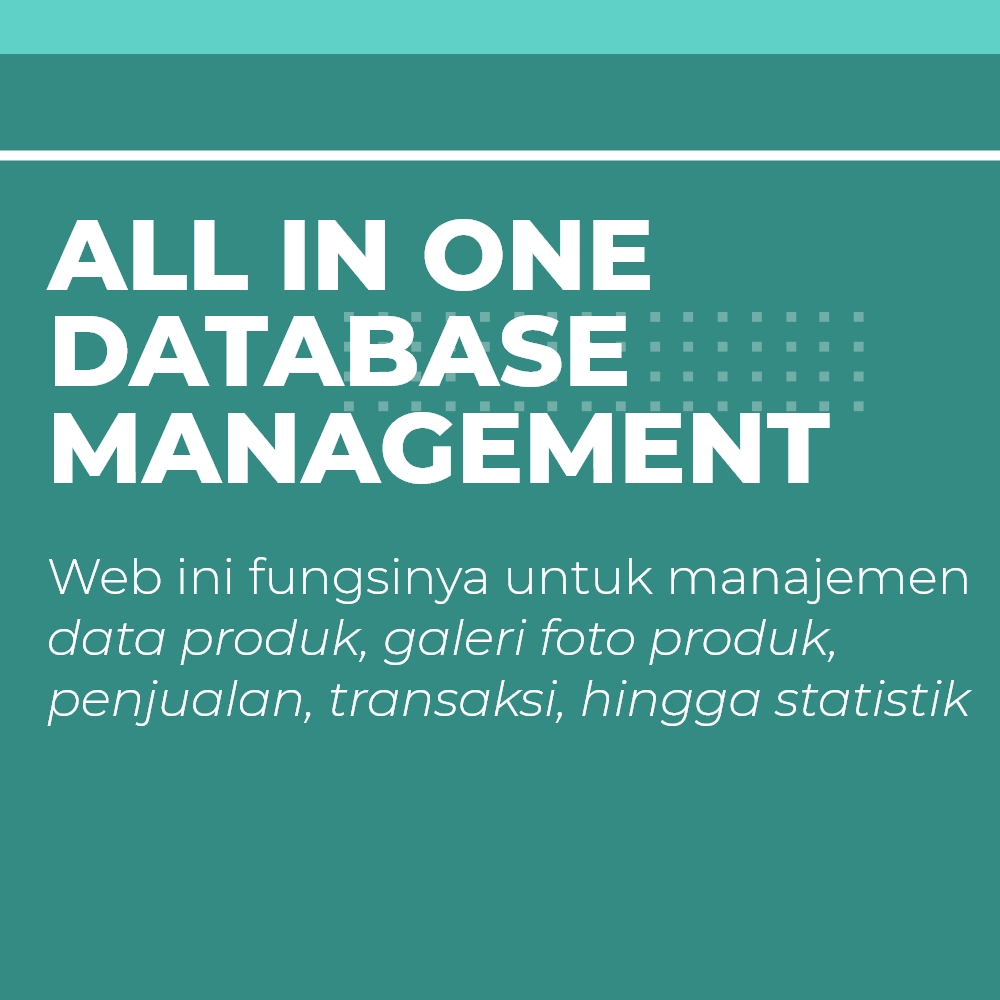 ALL IN ONE
DATABASE
MANAGEMENT
Web ini fungsinya untuk manajemen
data produk, galeri foto produk,
penjualan, transaksi, hingga statistik